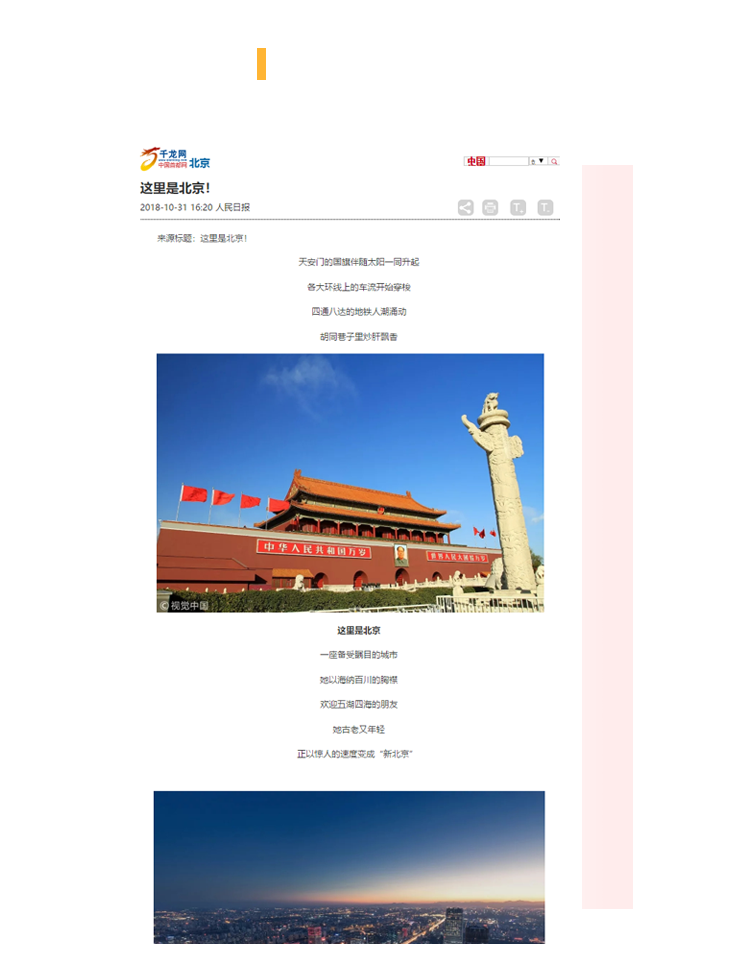 千龙网
中国首都网
北京
中国
这里是北京！
2018-10-31 16:20 人民日报
来源标题：这里是北京！
天安门的国旗伴随太阳一同升起
各大环线上的车流开始穿梭
四通八达的地铁人潮涌动
胡同巷子里炒肝飘香
中华人民共和国万岁
世界人民大团结万岁
©视觉中国
这里是北京
一座备受瞩目的城市
她以海纳百川的胸襟
欢迎五湖四海的朋友
她古老又年轻
正以惊人的速度变成“新北京”